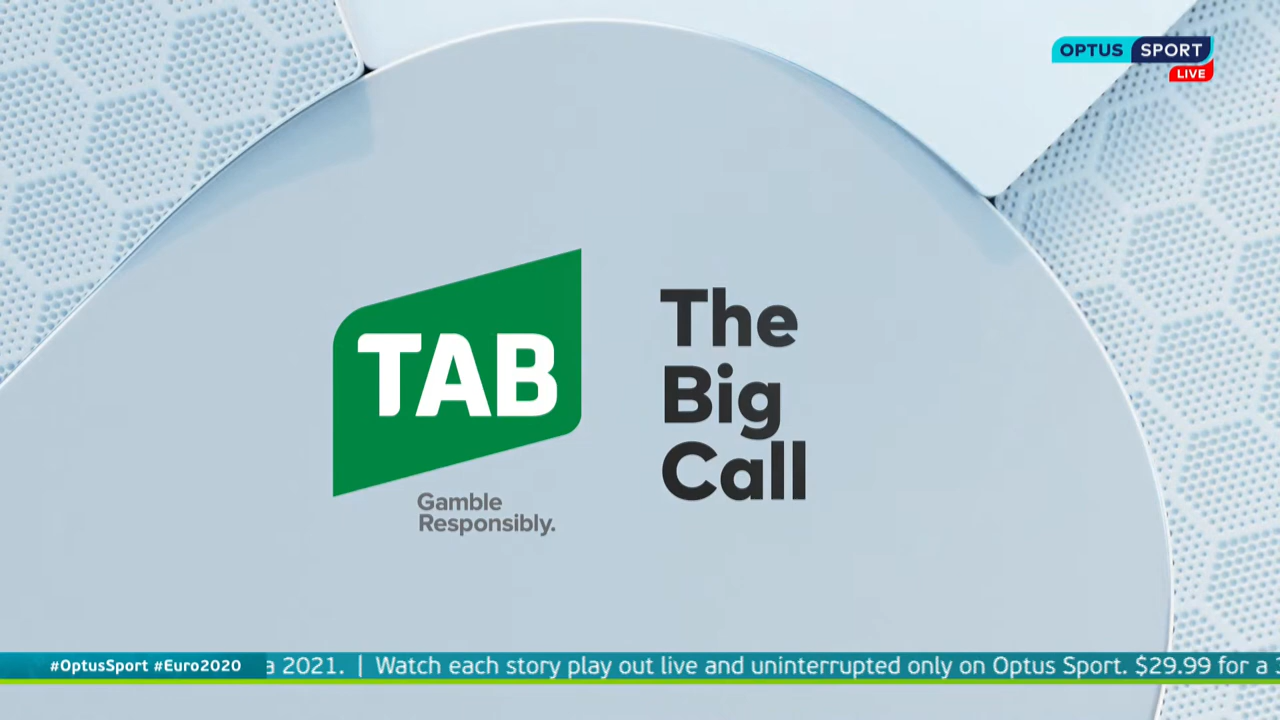 OPTUS SPORT
LIVE
TAB
The
Big
Call
Gamble
Responsibly.
#OptusSport #Euro2020 a 2021. | Watch each story play out live and uninterrupted only on Optus Sport. $29.99 for a